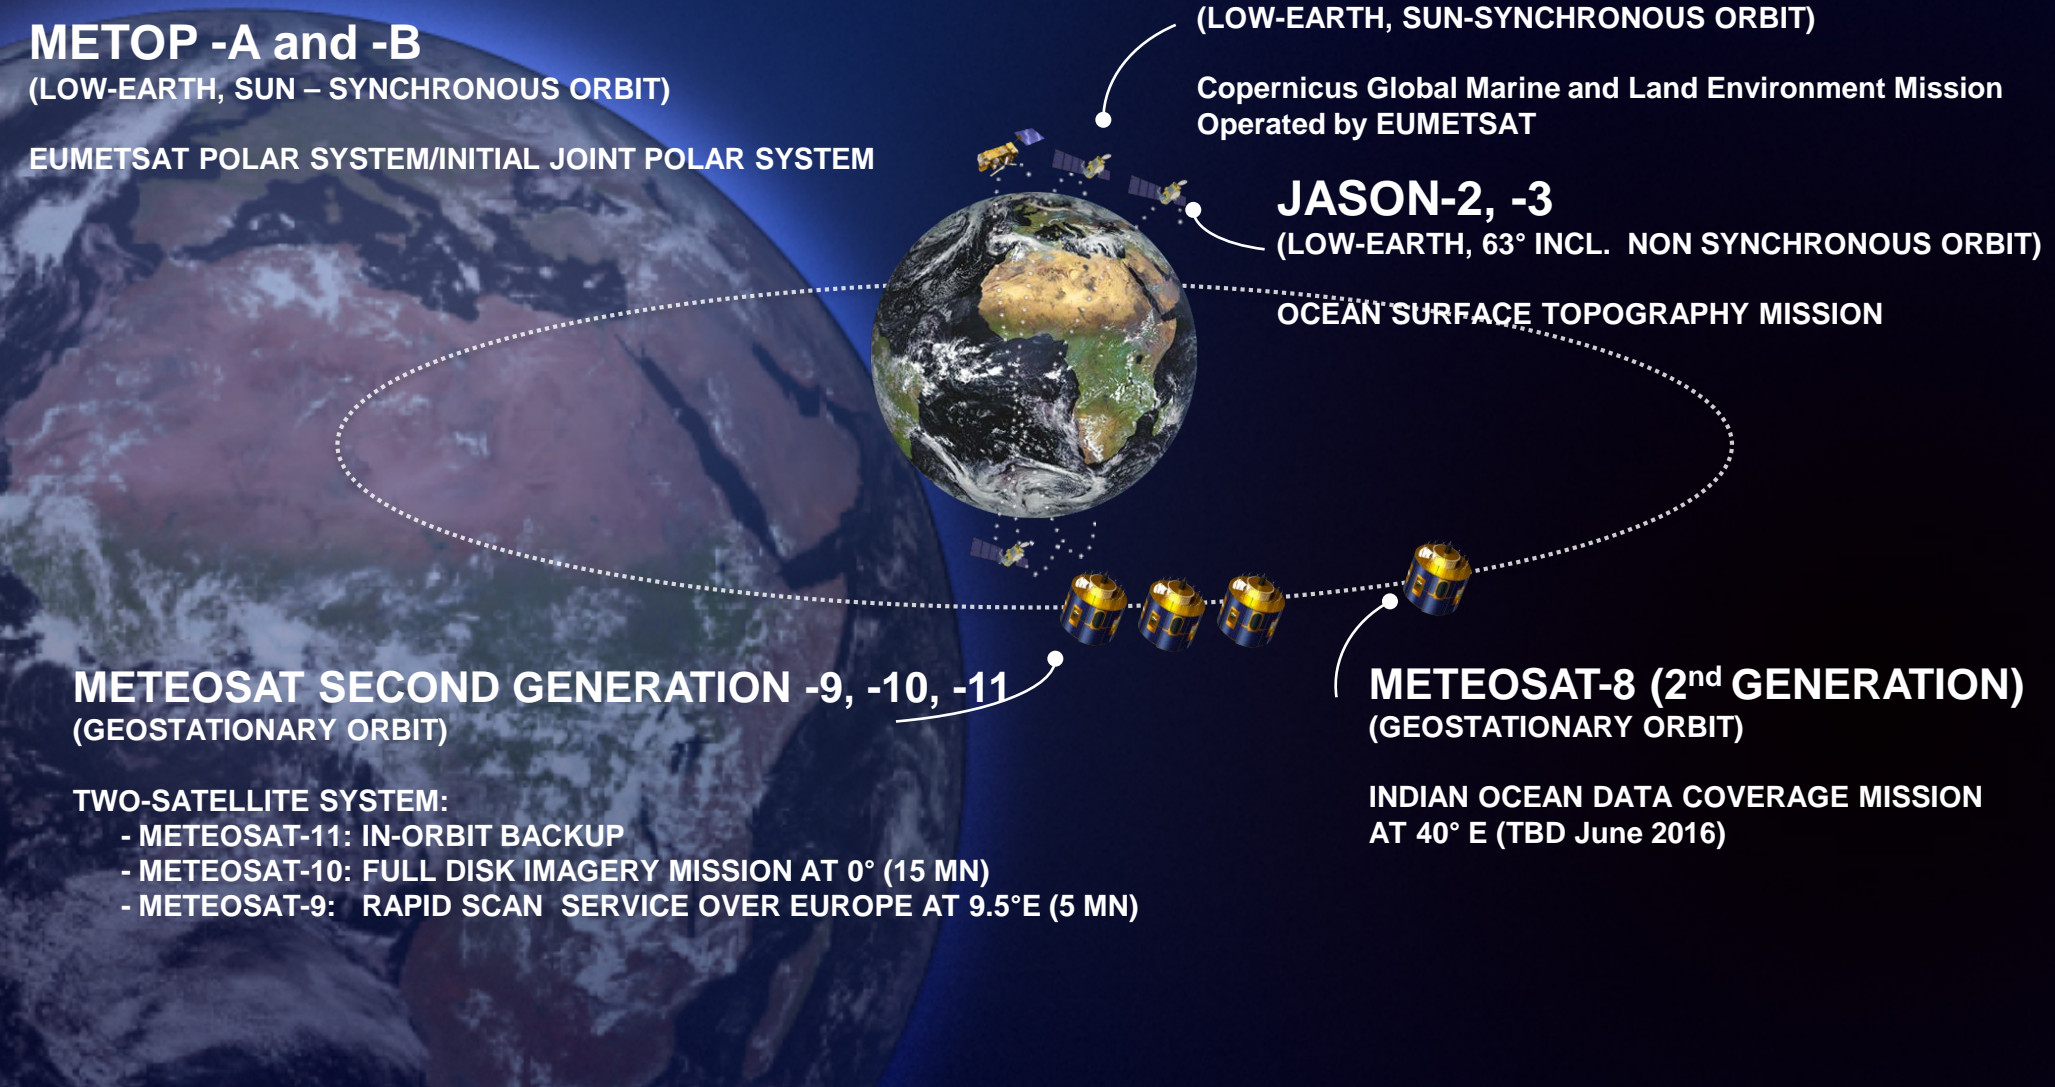 METOP -A and -B
(LOW-EARTH, SUN – SYNCHRONOUS ORBIT)
EUMETSAT POLAR SYSTEM/INITIAL JOINT POLAR SYSTEM
(LOW-EARTH, SUN-SYNCHRONOUS ORBIT)
Copernicus Global Marine and Land Environment Mission
Operated by EUMETSAT
JASON-2, -3
(LOW-EARTH, 63° INCL. NON SYNCHRONOUS ORBIT)
OCEAN SURFACE TOPOGRAPHY MISSION
METEOSAT SECOND GENERATION -9, -10, -11
(GEOSTATIONARY ORBIT)
TWO-SATELLITE SYSTEM:
- METEOSAT-11: IN-ORBIT BACKUP
- METEOSAT-10: FULL DISK IMAGERY MISSION AT 0° (15 MN)
- METEOSAT-9: RAPID SCAN SERVICE OVER EUROPE AT 9.5°E (5 MN)
METEOSAT-8 (2nd GENERATION)
(GEOSTATIONARY ORBIT)
INDIAN OCEAN DATA COVERAGE MISSION
AT 40° E (TBD June 2016)